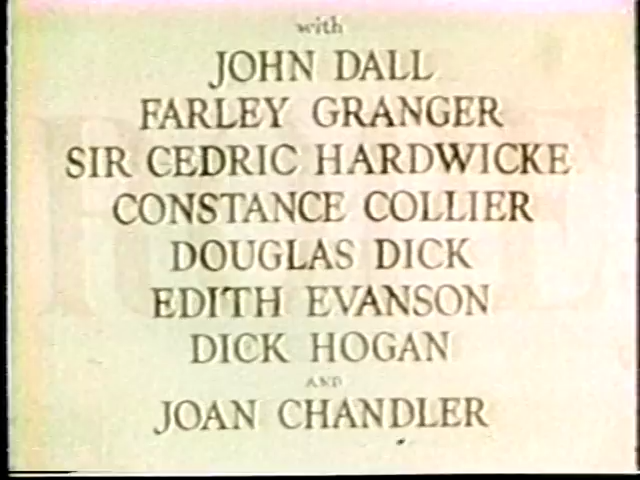 with
JOHN DALL
FARLEY GRANGER
SIR CEDRIC HARDWICKE
CONSTANCE COLLIER
DOUGLAS DICK
EDITH EVANSON
DICK HOGAN
AND
JOAN CHANDLER